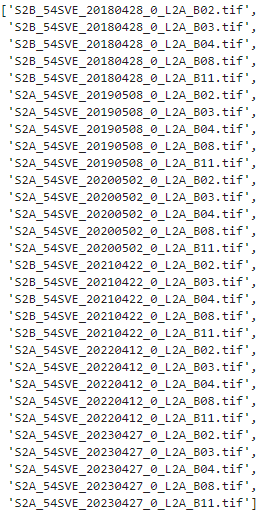 ['S2B_54SVE_20180428_0_L2A_B02.tif',
'S2B_54SVE_20180428_0_L2A_B03.tif',
'S2B_54SVE_20180428_0_L2A_B04.tif',
'S2B_54SVE_20180428_0_L2A_B08.tif',
'S2B_54SVE_20180428_0_L2A_B11.tif',
'S2A_54SVE_20190508_0_L2A_B02.tif',
'S2A_54SVE_20190508_0_L2A_B03.tif',
'S2A_54SVE_20190508_0_L2A_B04.tif',
'S2A_54SVE_20190508_0_L2A_B08.tif',
'S2A_54SVE_20190508_0_L2A_B11.tif',
'S2A_54SVE_20200502_0_L2A_B02.tif',
'S2A_54SVE_20200502_0_L2A_B03.tif',
'S2A_54SVE_20200502_0_L2A_B04.tif',
'S2A_54SVE_20200502_0_L2A_B08.tif',
'S2A_54SVE_20200502_0_L2A_B11.tif',
'S2B_54SVE_20210422_0_L2A_B02.tif',
'S2B_54SVE_20210422_0_L2A_B03.tif',
'S2B_54SVE_20210422_0_L2A_B04.tif',
'S2B_54SVE_20210422_0_L2A_B08.tif',
'S2B_54SVE_20210422_0_L2A_B11.tif',
'S2A_54SVE_20220412_0_L2A_B02.tif',
'S2A_54SVE_20220412_0_L2A_B03.tif',
'S2A_54SVE_20220412_0_L2A_B04.tif',
'S2A_54SVE_20220412_0_L2A_B08.tif',
'S2A_54SVE_20220412_0_L2A_B11.tif',
'S2A_54SVE_20230427_0_L2A_B02.tif',
'S2A_54SVE_20230427_0_L2A_B03.tif',
'S2A_54SVE_20230427_0_L2A_B04.tif',
'S2A_54SVE_20230427_0_L2A_B08.tif',
'S2A_54SVE_20230427_0_L2A_B11.tif']